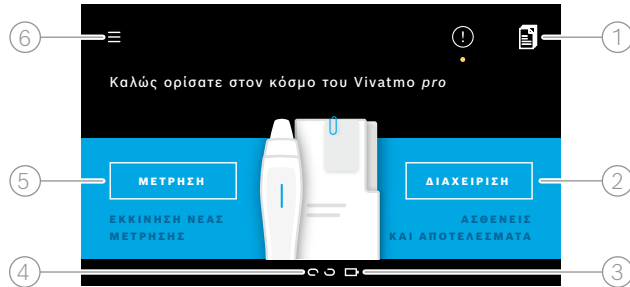 6
1
Καλώς ορίσατε στον κόσμο του Vivatmo pro
5
ΜΕΤΡΗΣΗ
ΔΙΑΧΕΙΡΙΣΗ
2
ΕΚΚΙΝΗΣΗ ΝΕΑΣ
ΜΕΤΡΗΣΗΣ
ΑΣΘΕΝΕΙΣ
ΚΑΙ ΑΠΟΤΕΛΕΣΜΑΤΑ
4
3